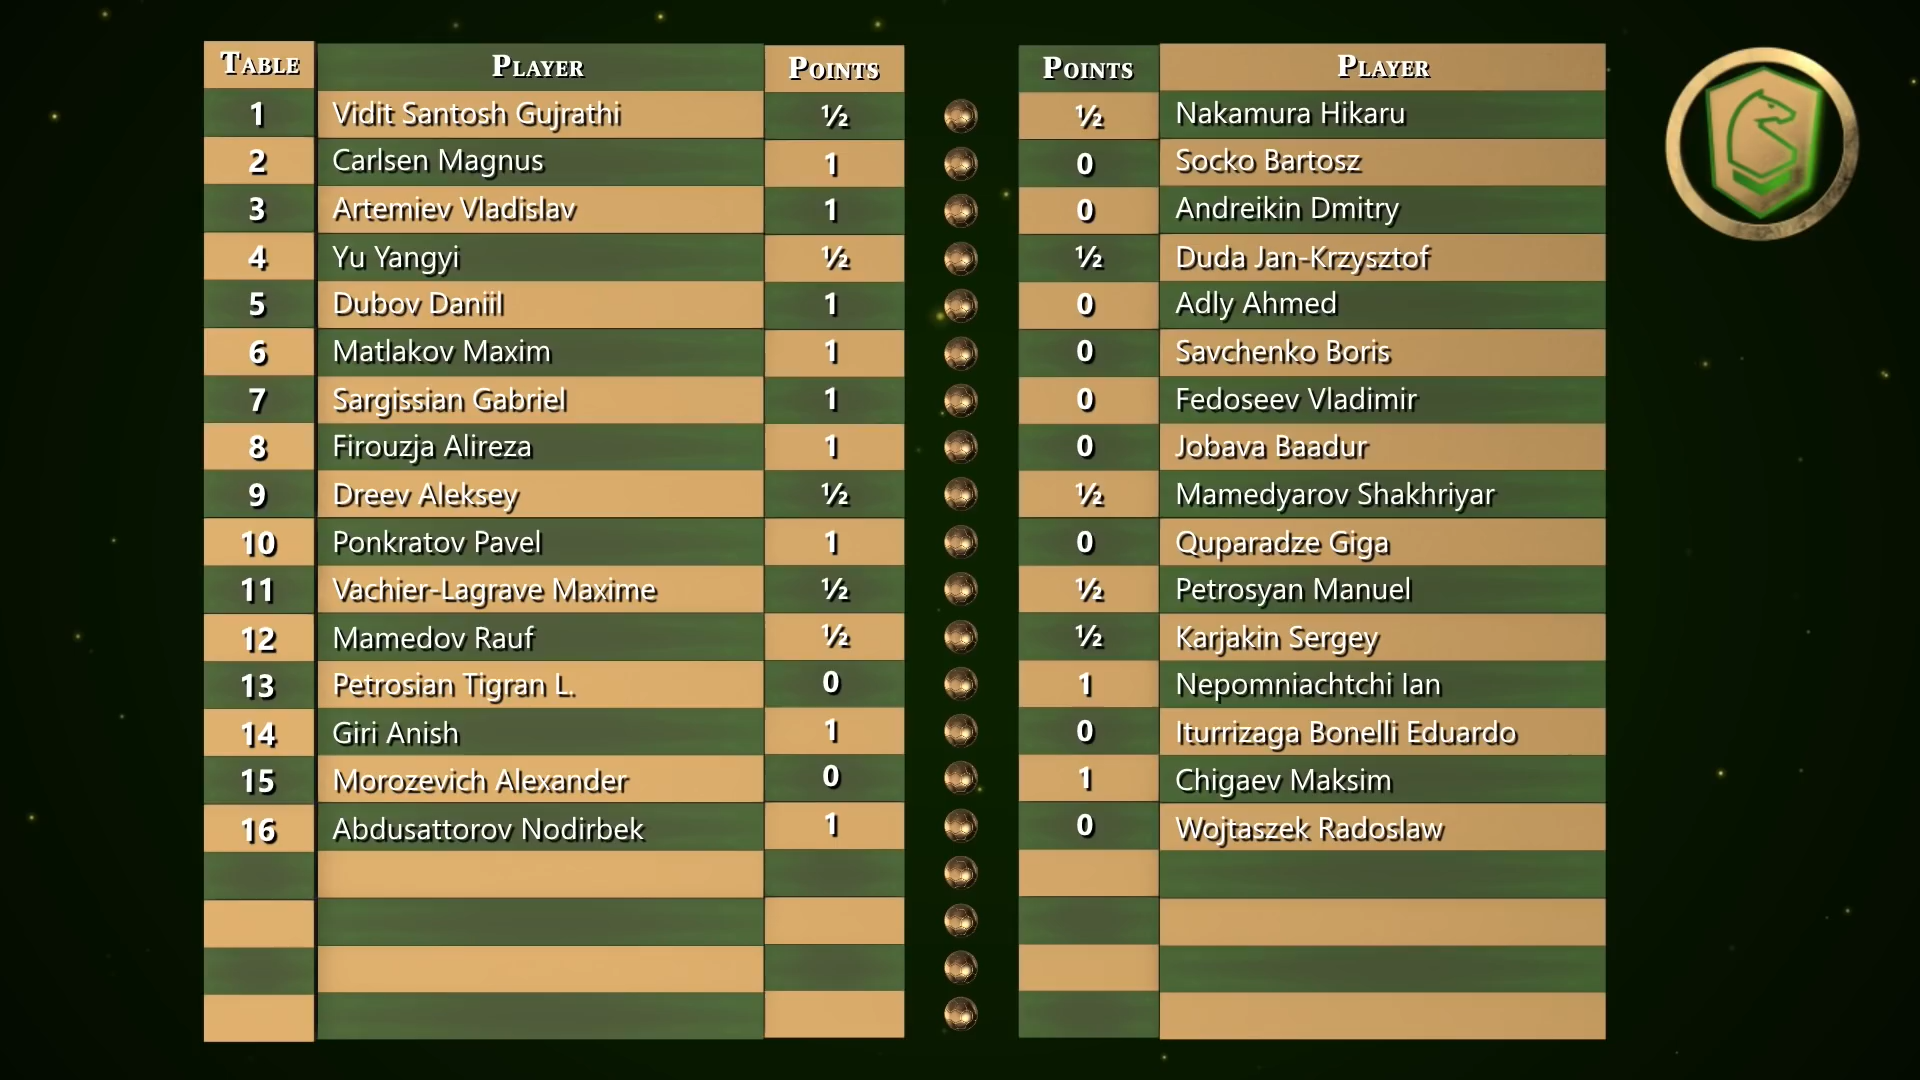 Table Player Points Points Player
1 Vidit Santosh Gujrathi ½ ½ Nakamura Hikaru
2 Carlsen Magnus 1 0 Socko Bartosz
3 Artemiev Vladislav 1 0 Andreikin Dmitry
4 Yu Yangyi ½ ½ Duda Jan-Krzysztof
5 Dubov Daniil 1 0 Adly Ahmed
6 Matlakov Maxim 1 0 Savchenko Boris
7 Sargissian Gabriel 1 0 Fedoseev Vladimir
8 Firouzja Alireza 1 0 Jobava Baadur
9 Dreev Aleksey ½ ½ Mamedyarov Shakhriyar
10 Ponkratov Pavel 1 0 Quparadze Giga
11 Vachier-Lagrave Maxime ½ ½ Petrosyan Manuel
12 Mamedov Rauf ½ ½ Karjakin Sergey
13 Petrosian Tigran L. 0 1 Nepomniachtchi Ian
14 Giri Anish 1 0 Iturrizaga Bonelli Eduardo
15 Morozevich Alexander 0 1 Chigaev Maksim
16 Abdusattorov Nodirbek 1 0 Wojtaszek Radoslaw